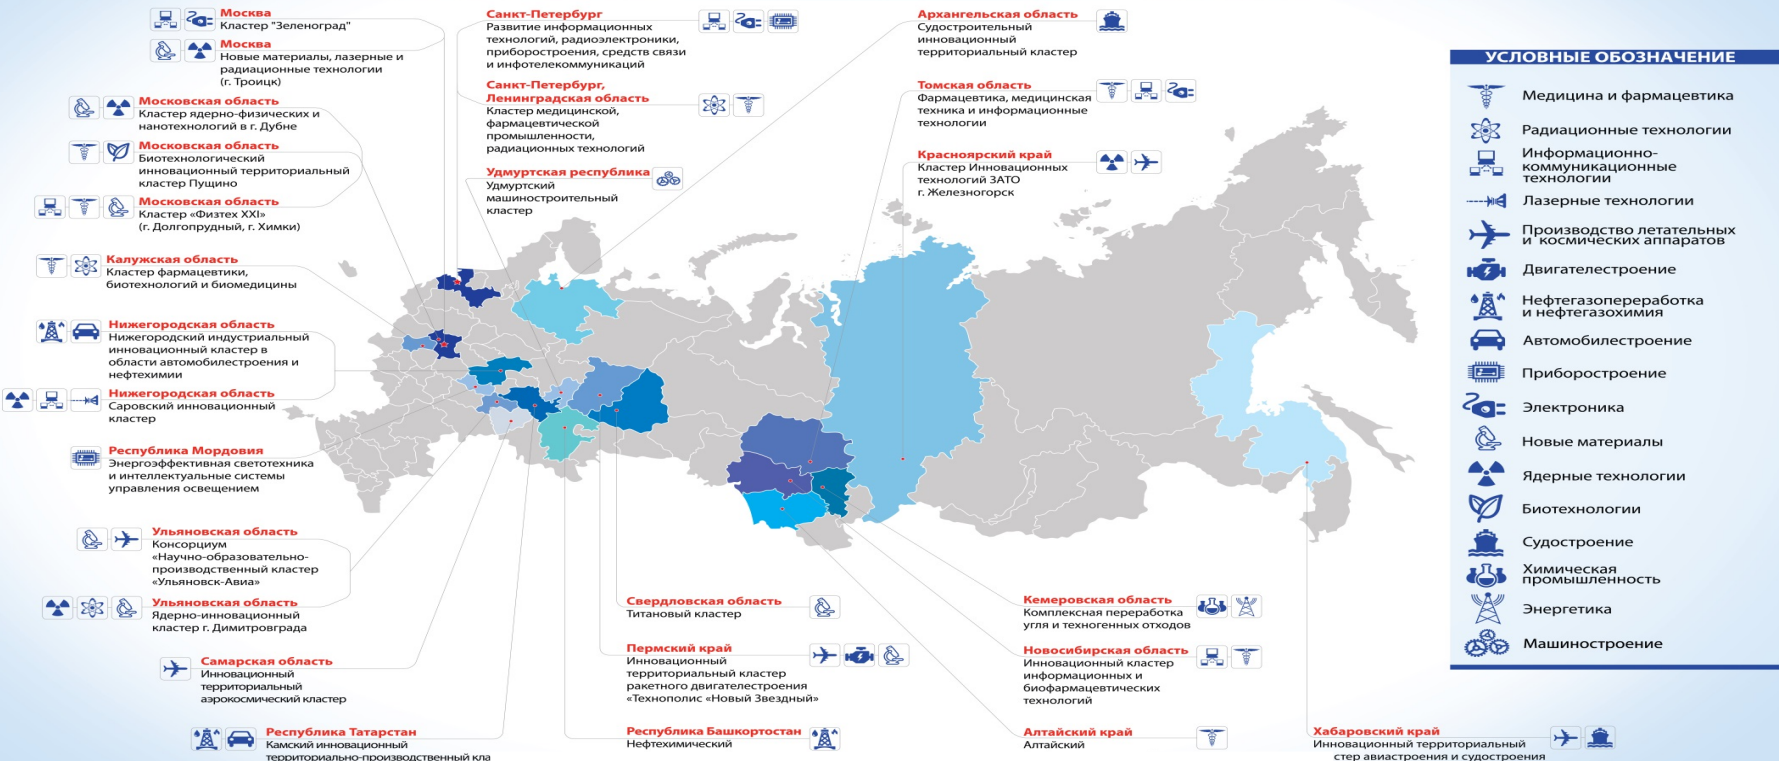 Москва
Кластер "Зеленоград"
Москва
Новые материалы, лазерные и
радиационные технологии
(г. Троицк)
Московская область
Кластер ядерно-физических и
нанотехнологий в г. Дубне
Московская область
Биотехнологический
инновационный территориальный
кластер Пущино
Московская область
Кластер «Физтех XXI»
(г. Долгопрудный, г. Химки)
Калужская область
Кластер фармацевтики,
биотехнологий и биомедицины
Нижегородская область
Нижегородский индустриальный
инновационный кластер в
области автомобилестроения и
нефтехимии
Нижегородская область
Саровский инновационный
кластер
Республика Мордовия
Энергоэффективная светотехника
и интеллектуальные системы
управления освещением
Ульяновская область
Консорциум
«Научно-образовательно-
производственный кластер
«Ульяновск-Авиа»
Ульяновская область
Ядерно-инновационный
кластер г. Димитровграда
Самарская область
Инновационный
территориальный
аэрокосмический кластер
Республика Татарстан
Камский инновационный
территориально-производственный кла
Санкт-Петербург
Развитие информационных
технологий, радиоэлектроники,
приборостроения, средств связи
и инфотелекоммуникаций
Санкт-Петербург,
Ленинградская область
Кластер медицинской,
фармацевтической
промышленности,
радиационных технологий
Удмуртская республика
Удмуртский
машиностроительный
кластер
Архангельская область
Судостроительный
инновационный
территориальный кластер
Томская область
Фармацевтика, медицинская
техника и информационные
технологии
Красноярский край
Кластер Инновационных
технологий ЗАТО
г. Железногорск
Свердловская область
Титановый кластер
Пермский край
Инновационный
территориальный кластер
ракетного двигателестроения
«Технополис «Новый Звездный»
Республика Башкортостан
Нефтехимический
Кемеровская область
Комплексная переработка
угля и техногенных отходов
Новосибирская область
Инновационный кластер
информационных и
биофармацевтических
технологий
Алтайский край
Алтайский
Хабаровский край
Инновационный территориальный
стер авиастроения и судостроения
УСЛОВНЫЕ ОБОЗНАЧЕНИЕ
Медицина и фармацевтика
Радиационные технологии
Информационно-
коммуникационные
технологии
Лазерные технологии
Производство летательных
и космических аппаратов
Двигателестроение
Нефтегазопереработка
и нефтегазохимия
Автомобилестроение
Приборостроение
Электроника
Новые материалы
Ядерные технологии
Биотехнологии
Судостроение
Химическая
промышленность
Энергетика
Машиностроение